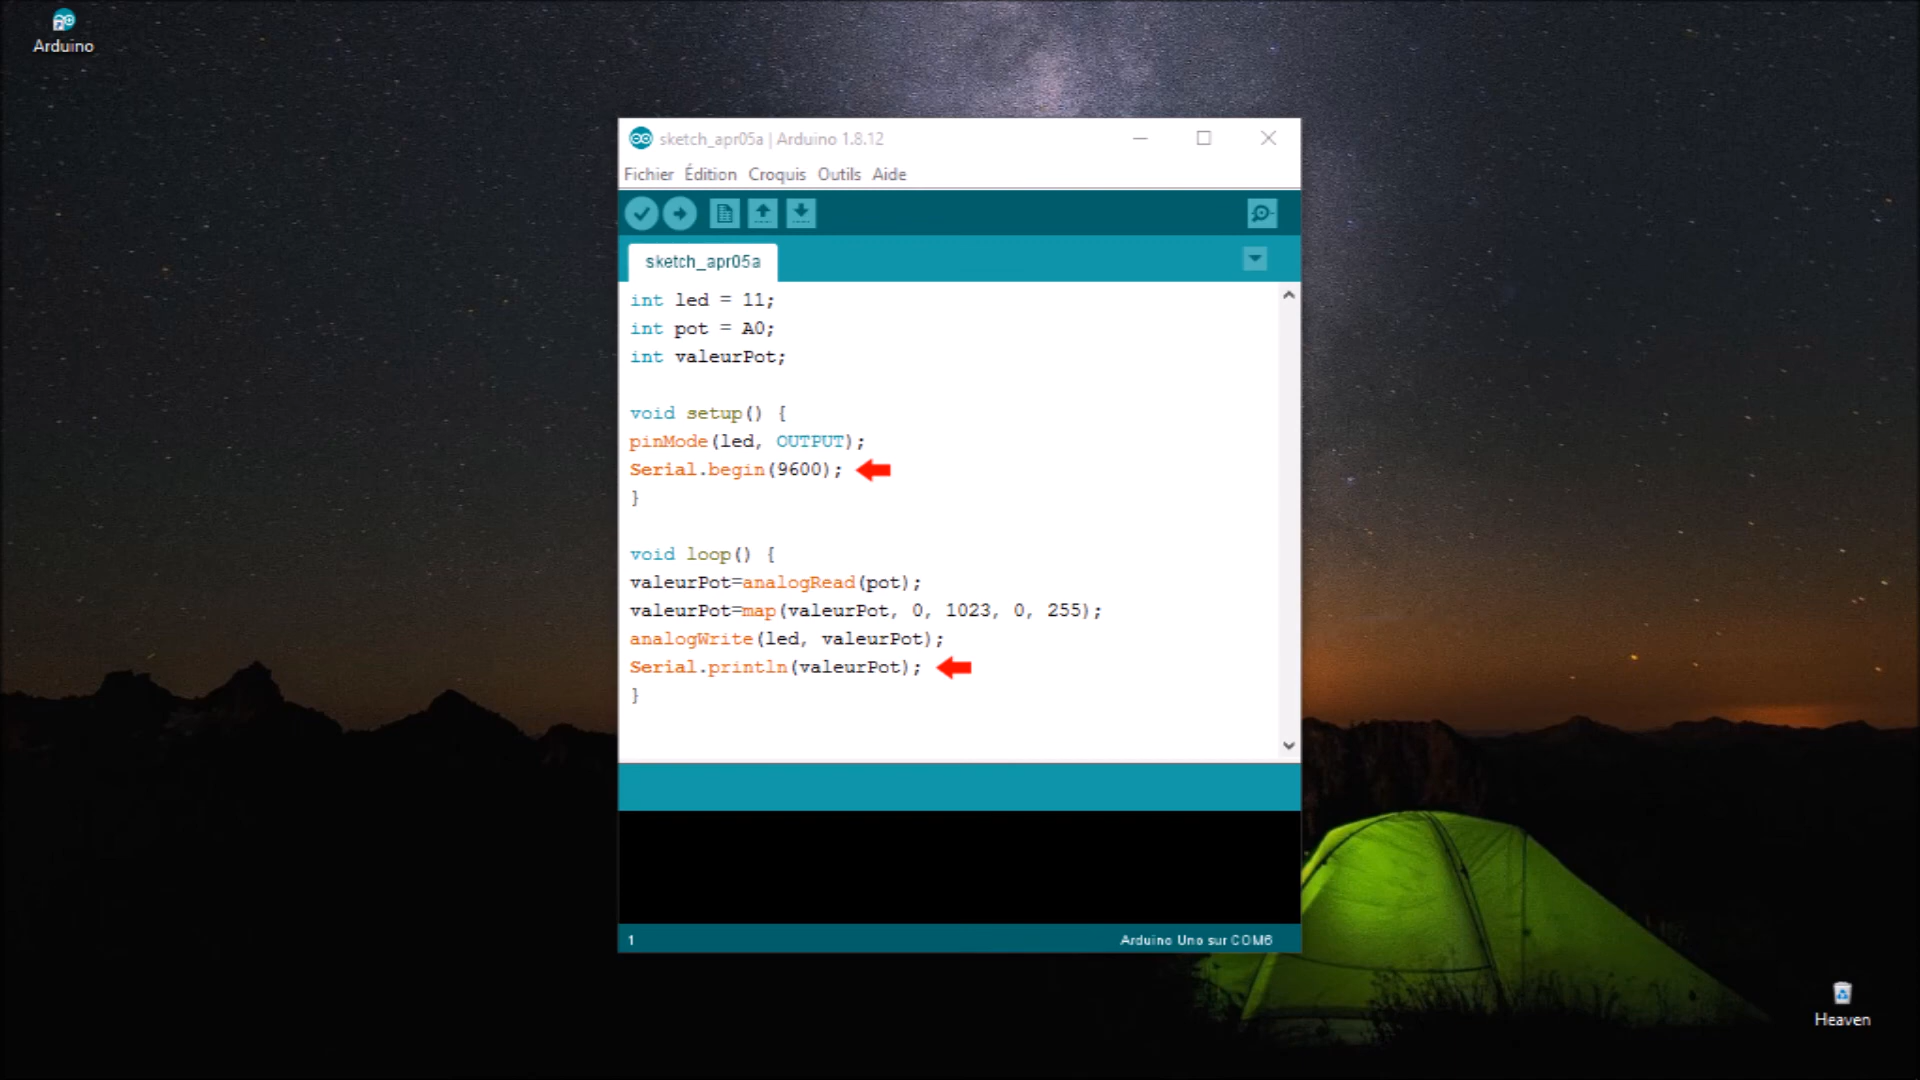 Arduino
sketch_apr05a | Arduino 1.8.12
Fichier Édition Croquis Outils Aide
sketch_apr05a
int led = 11;
int pot = A0;
int valeurPot;
void setup() {
pinMode(led, OUTPUT);
Serial.begin(9600);
}
void loop() {
valeurPot=analogRead(pot);
valeurPot=map(valeurPot, 0, 1023, 0, 255);
analogWrite(led, valeurPot);
Serial.println(valeurPot);
}
1
Arduino Uno sur COM6
Heaven